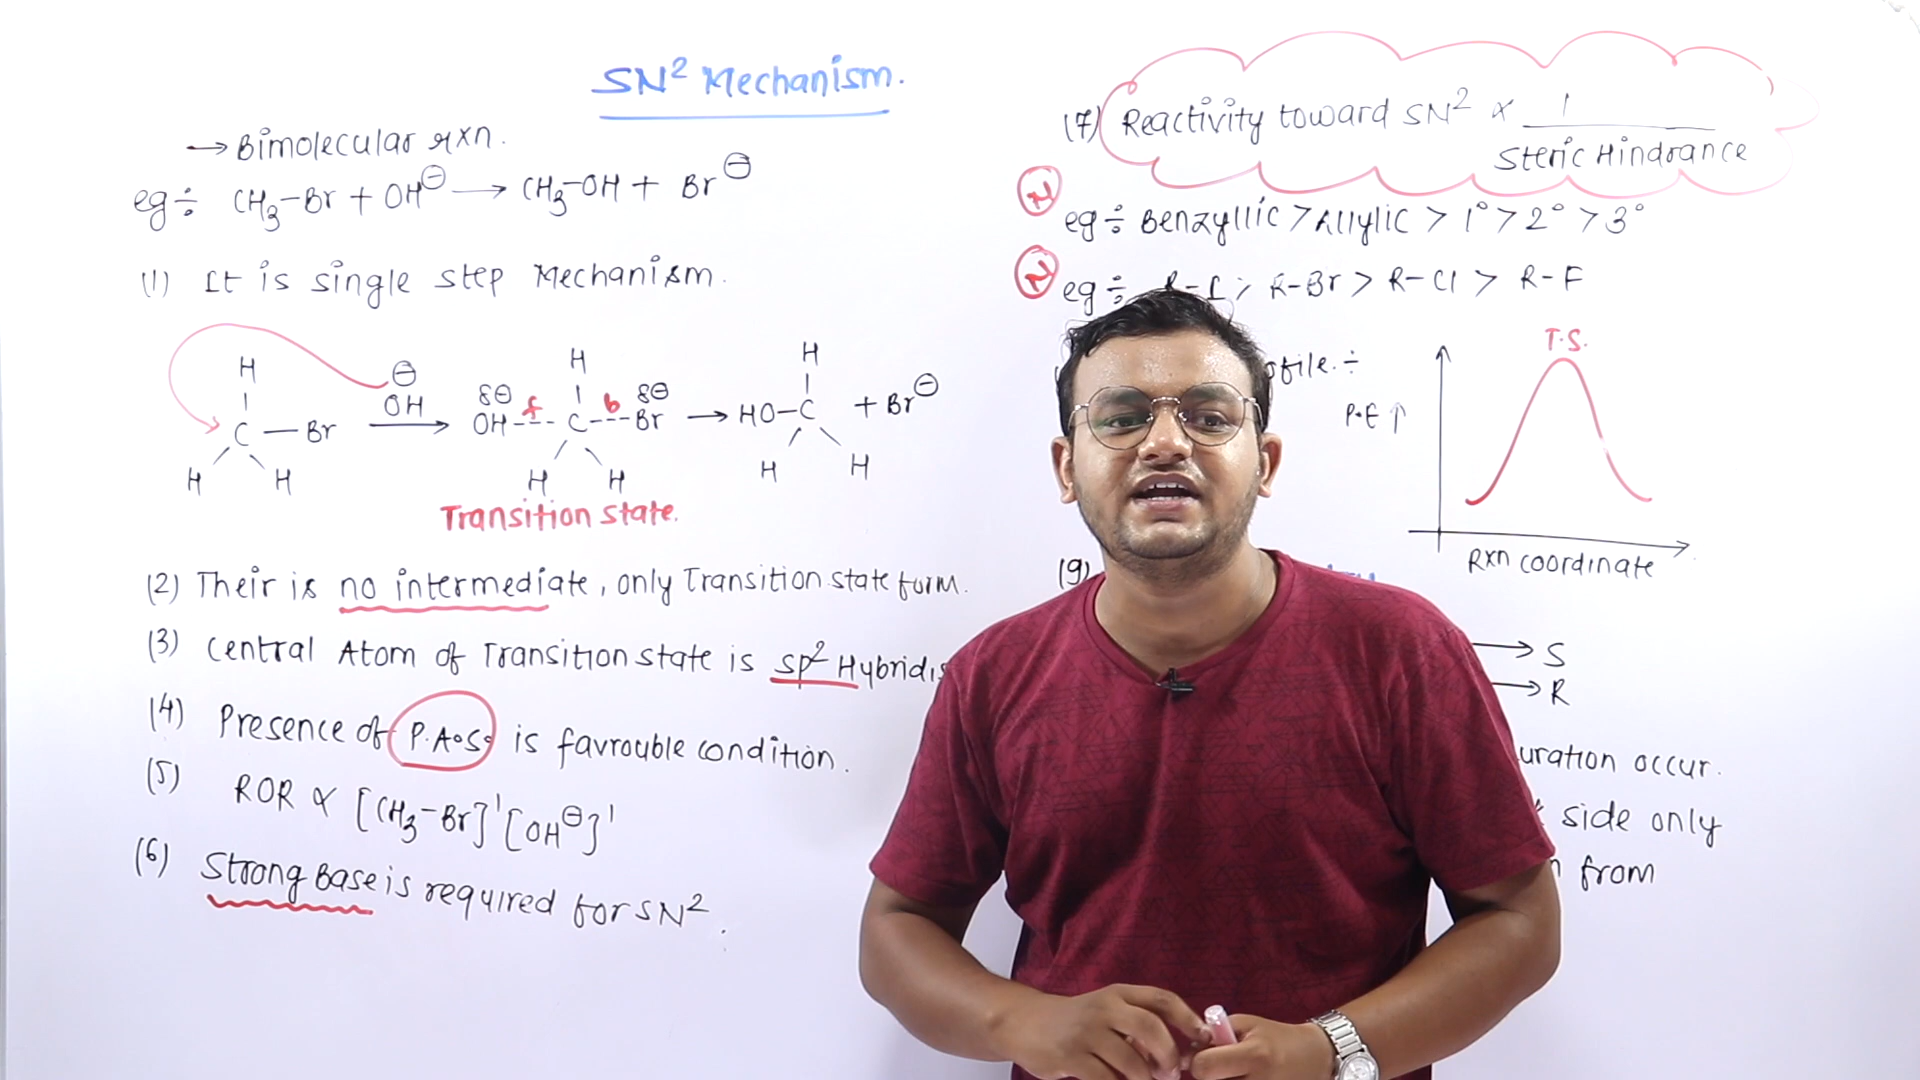 SN² Mechanism.
→ Bimolecular rxn.
eg÷ CH₃-Br + OH⊖ → CH₃-OH + Br⊖
(1) It is single step Mechanism.
H H H
⊖ δ⊖ δ⊖
OH OH---C---Br → HO-C + Br⊖
f b
C-Br →
H H H H H H
Transition state.
(2) Their is no intermediate, only Transition state form.
(3) Central Atom of Transition state is sp² Hybridis
(4) Presence of P.A.S. is favrouble condition.
(5) ROR ∝ [CH₃-Br]¹[OH⊖]¹
(6) Strong Base is required for SN².
(7) Reactivity toward SN² ∝ 1
Steric Hindrance
N
eg÷ Benzyllic > Allylic > 1° > 2° > 3°
N
eg÷ > R-Br > R-Cl > R-F
ofile.÷
T.S.
P.E↑
Rxn coordinate
(9)
→ S
→ R
uration occur.
side only
from